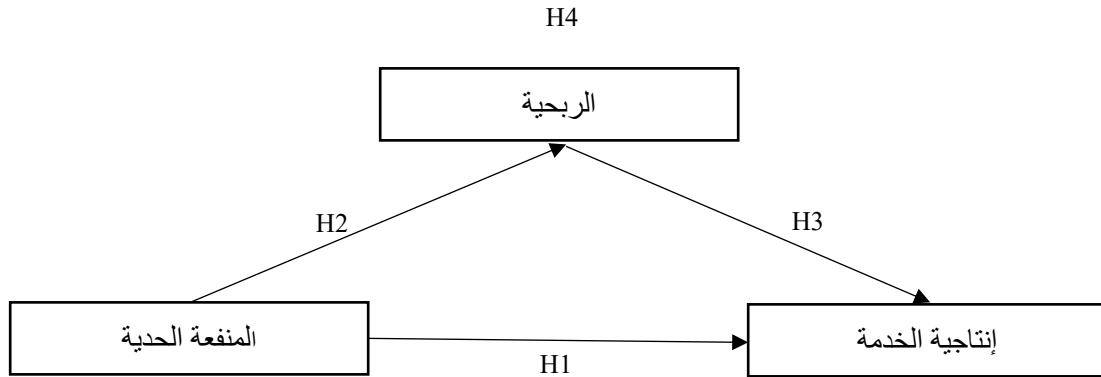 H4
الربحية
H2
H3
المنفعة الحدية
إنتاجية الخدمة
H1